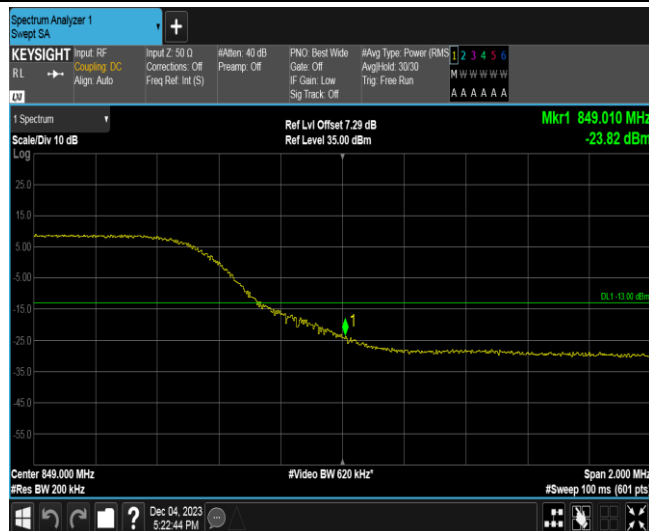 Spectrum Analyzer 1
Swept SA
+
KEYSIGHT
RL
LXI
Input: RF
Coupling: DC
Align: Auto
Input Z: 50 Ω
Corrections: Off
Freq Ref: Int (S)
#Atten: 40 dB
Preamp: Off
PNO: Best Wide
Gate: Off
IF Gain: Low
Sig Track: Off
#Avg Type: Power (RMS
Avg|Hold: 30/30
Trig: Free Run
1 2 3 4 5 6
M W W W W W
A A A A A A
1 Spectrum
Scale/Div 10 dB
Log
Ref Lvl Offset 7.29 dB
Ref Level 35.00 dBm
Mkr1 849.010 MHz
-23.82 dBm
25.0
15.0
5.00
-5.00
DL1 -13.00 dBm
-15.0
1
-25.0
-35.0
-45.0
-55.0
Center 849.000 MHz
#Res BW 200 kHz
#Video BW 620 kHz*
Span 2.000 MHz
#Sweep 100 ms (601 pts)
?
Dec 04, 2023
5:22:44 PM